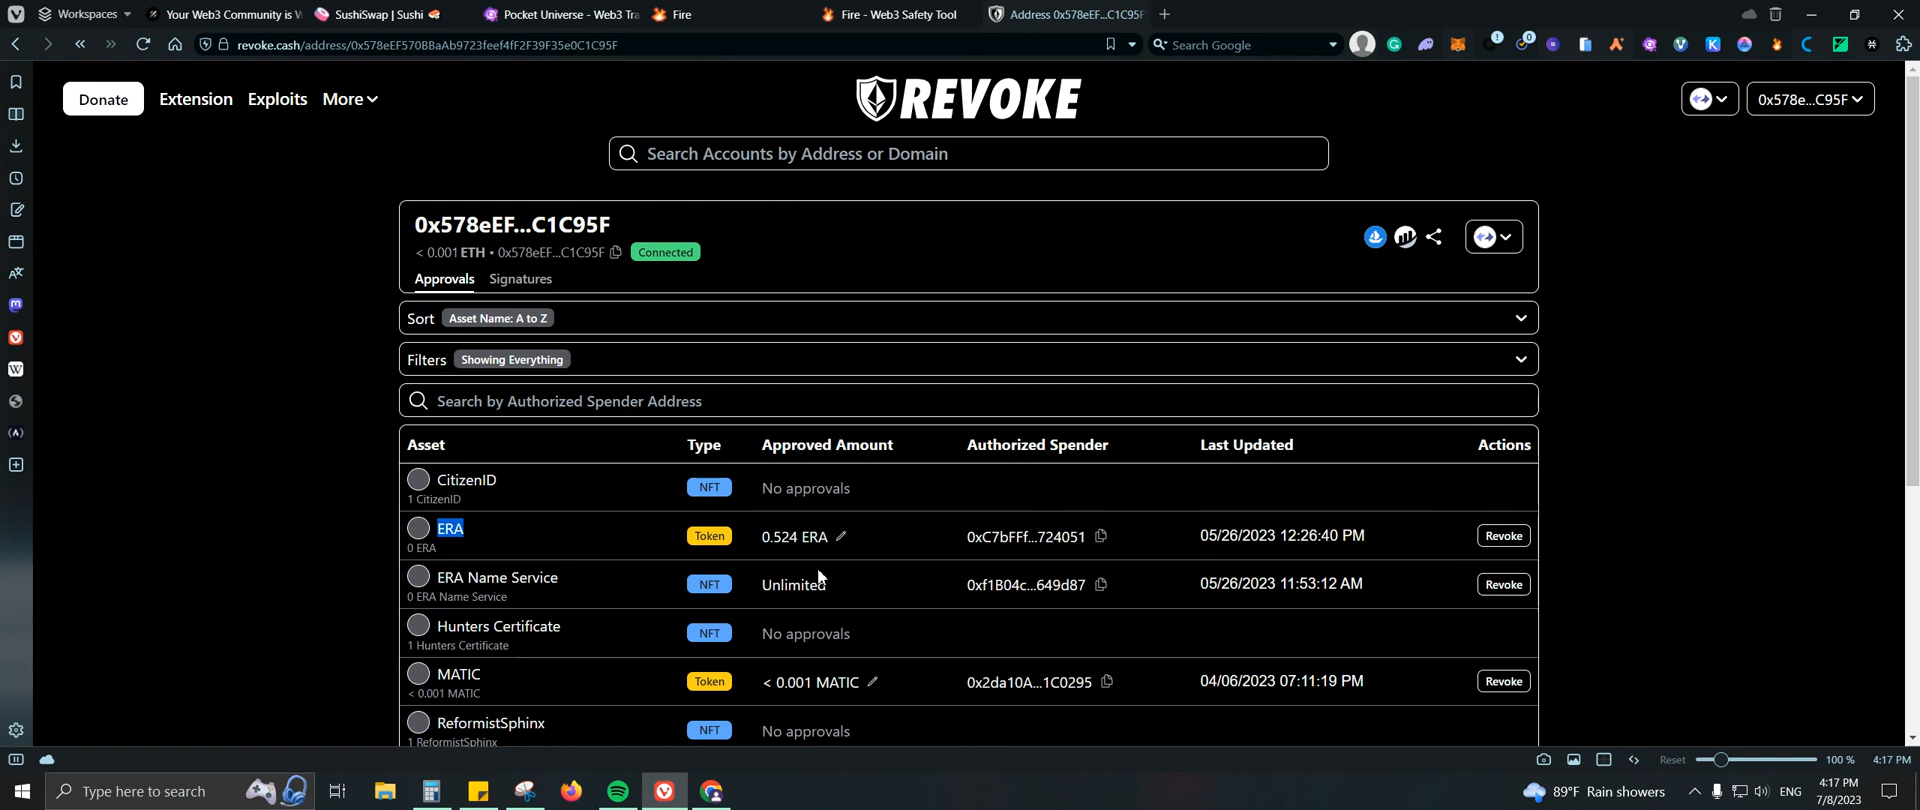 Workspaces
Your Web3 Community is W
SushiSwap | Sushi
Pocket Universe - Web3 Tra
Fire
Fire - Web3 Safety Tool
Address 0x578eEF...C1C95F
revoke.cash/address/0x578eEF570BBaAb9723feef4fF2F39F35e0C1C95F
Search Google
Donate
Extension
Exploits
More
REVOKE
0x578e...C95F
Search Accounts by Address or Domain
0x578eEF...C1C95F
< 0.001 ETH • 0x578eEF...C1C95F
Connected
Approvals
Signatures
Sort
Asset Name: A to Z
Filters
Showing Everything
Search by Authorized Spender Address
Asset Type Approved Amount Authorized Spender Last Updated Actions
CitizenID NFT No approvals
1 CitizenID
ERA Token 0.524 ERA 0xC7bFFf...724051 05/26/2023 12:26:40 PM Revoke
0 ERA
ERA Name Service NFT Unlimited 0xf1B04c...649d87 05/26/2023 11:53:12 AM Revoke
0 ERA Name Service
Hunters Certificate NFT No approvals
1 Hunters Certificate
MATIC Token < 0.001 MATIC 0x2da10A...1C0295 04/06/2023 07:11:19 PM Revoke
< 0.001 MATIC
ReformistSphinx NFT No approvals
1 ReformistSphinx
Reset 100 % 4:17 PM
Type here to search
89°F Rain showers
ENG
4:17 PM
7/8/2023